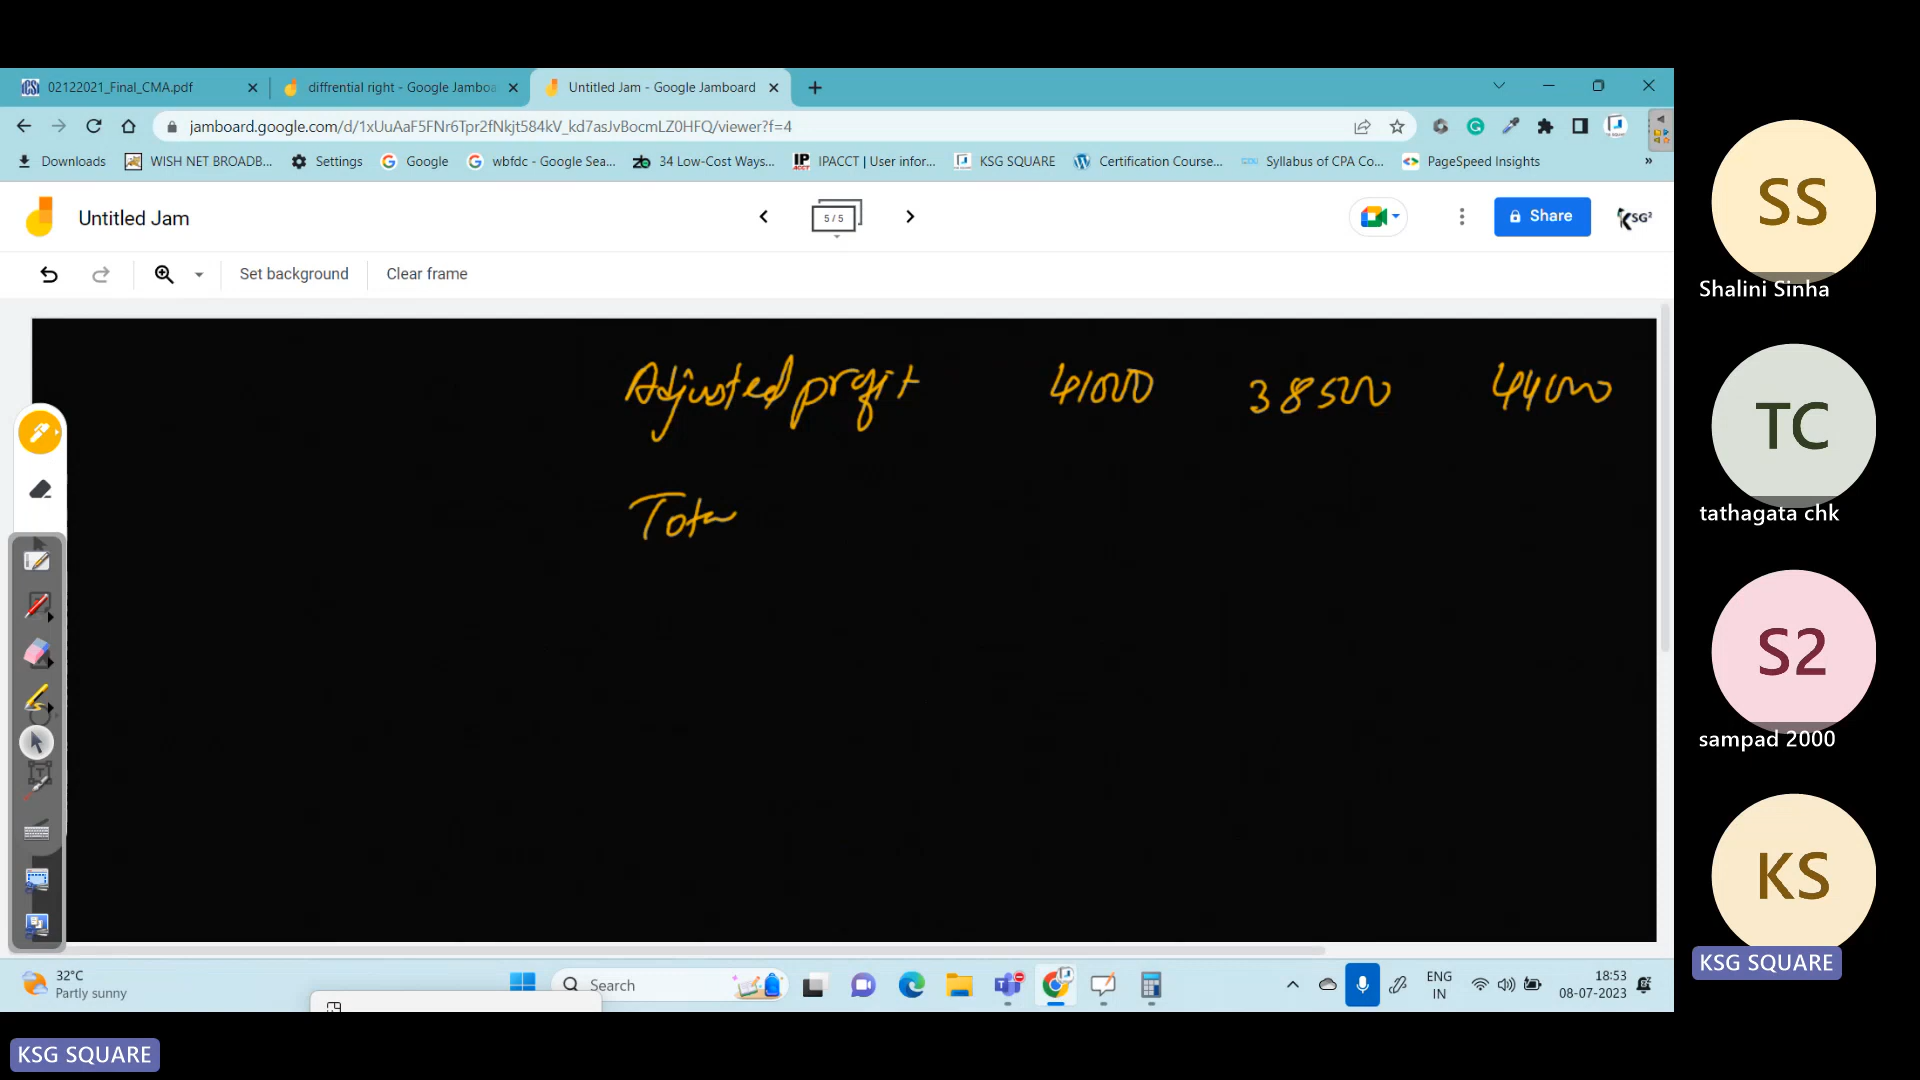 02122021_Final_CMA.pdf
diffrential right - Google Jamboa
Untitled Jam - Google Jamboard
jamboard.google.com/d/1xUuAaF5FNr6Tpr2fNkjt584kV_kd7asJvBocmLZ0HFQ/viewer?f=4
Downloads WISH NET BROADB... Settings Google wbfdc - Google Sea... 34 Low-Cost Ways... IPACCT | User infor... KSG SQUARE Certification Course... Syllabus of CPA Co... PageSpeed Insights »
Untitled Jam
5 / 5
Share
KSG²
Set background
Clear frame
Adjusted profit 41000 38500 44000
Tota
SS
Shalini Sinha
TC
tathagata chk
S2
sampad 2000
KS
KSG SQUARE
32°C
Partly sunny
Search
ENG
IN
18:53
08-07-2023
KSG SQUARE